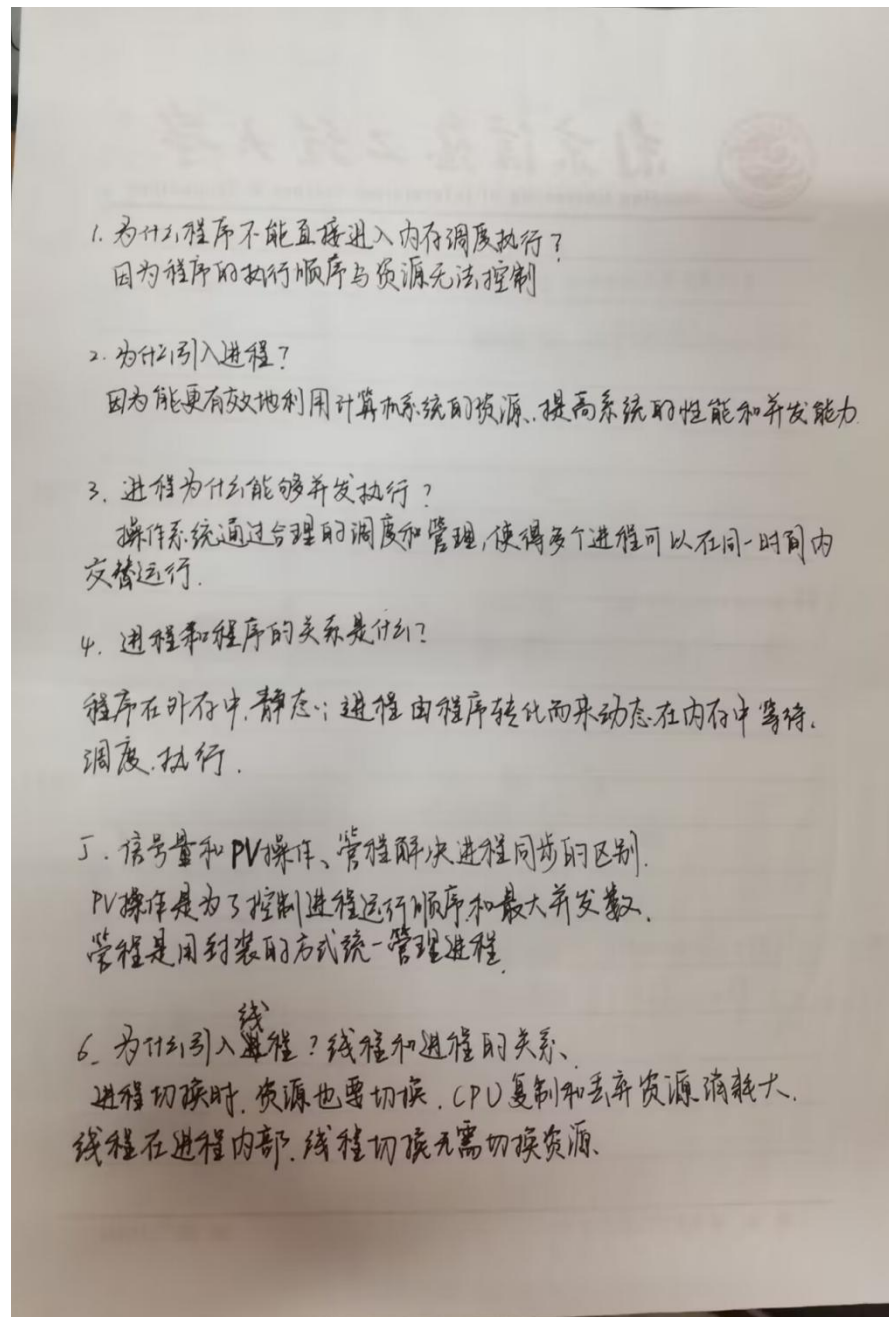 1. 为什么程序不能直接进入内存调度执行？
因为程序的执行顺序与资源无法控制
2. 为什么引入进程？
因为能更有效地利用计算机系统的资源、提高系统的性能和并发能力.
3. 进程为什么能够并发执行？
操作系统通过合理的调度和管理,使得多个进程可以在同一时间内
交替运行.
4. 进程和程序的关系是什么?
程序在外存中.静态；进程由程序转化而来动态在内存中等待.
调度.执行.
5. 信号量和PV操作、管程解决进程同步的区别.
PV操作是为了控制进程运行顺序和最大并发数.
管程是用封装的方式统一管理进程.
6. 为什么引入线程？线程和进程的关系、
进程切换时.资源也要切换.CPU复制和丢弃资源消耗大.
线程在进程内部.线程切换无需切换资源、